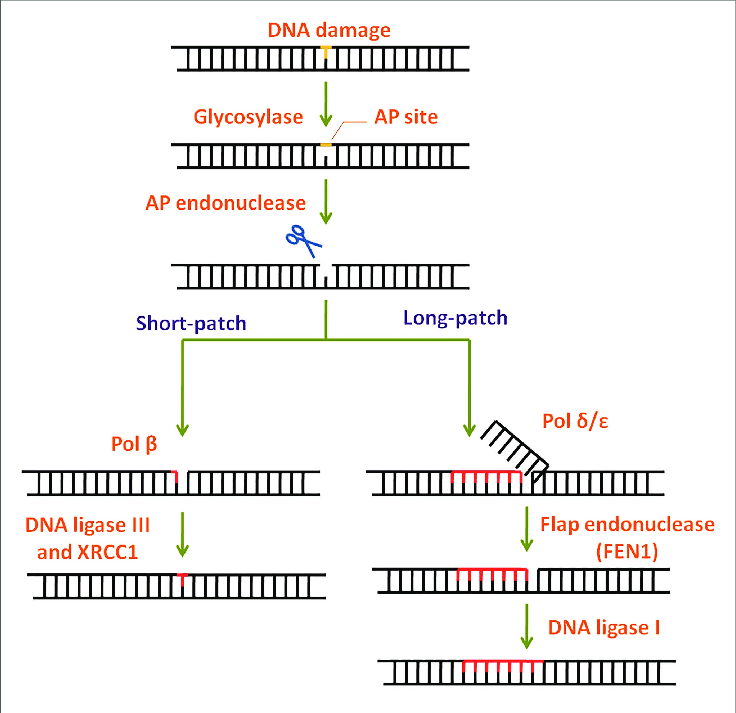 DNA damage
Glycosylase
AP site
AP endonuclease
Short-patch
Long-patch
Pol β
Pol δ/ε
DNA ligase III
and XRCC1
Flap endonuclease
(FEN1)
DNA ligase I